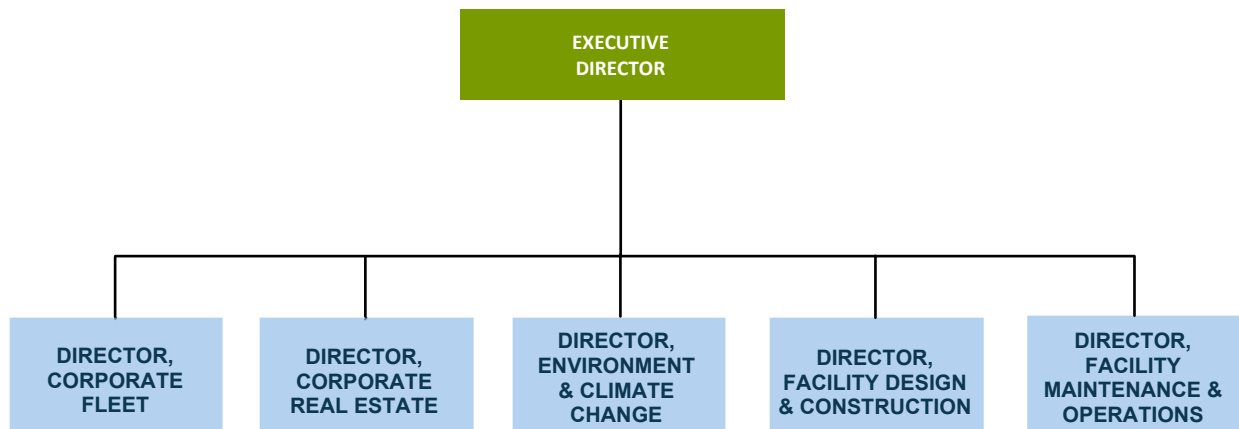 EXECUTIVE
DIRECTOR
DIRECTOR,
CORPORATE
FLEET
DIRECTOR,
CORPORATE
REAL ESTATE
DIRECTOR,
ENVIRONMENT
& CLIMATE
CHANGE
DIRECTOR,
FACILITY DESIGN
& CONSTRUCTION
DIRECTOR,
FACILITY
MAINTENANCE &
OPERATIONS